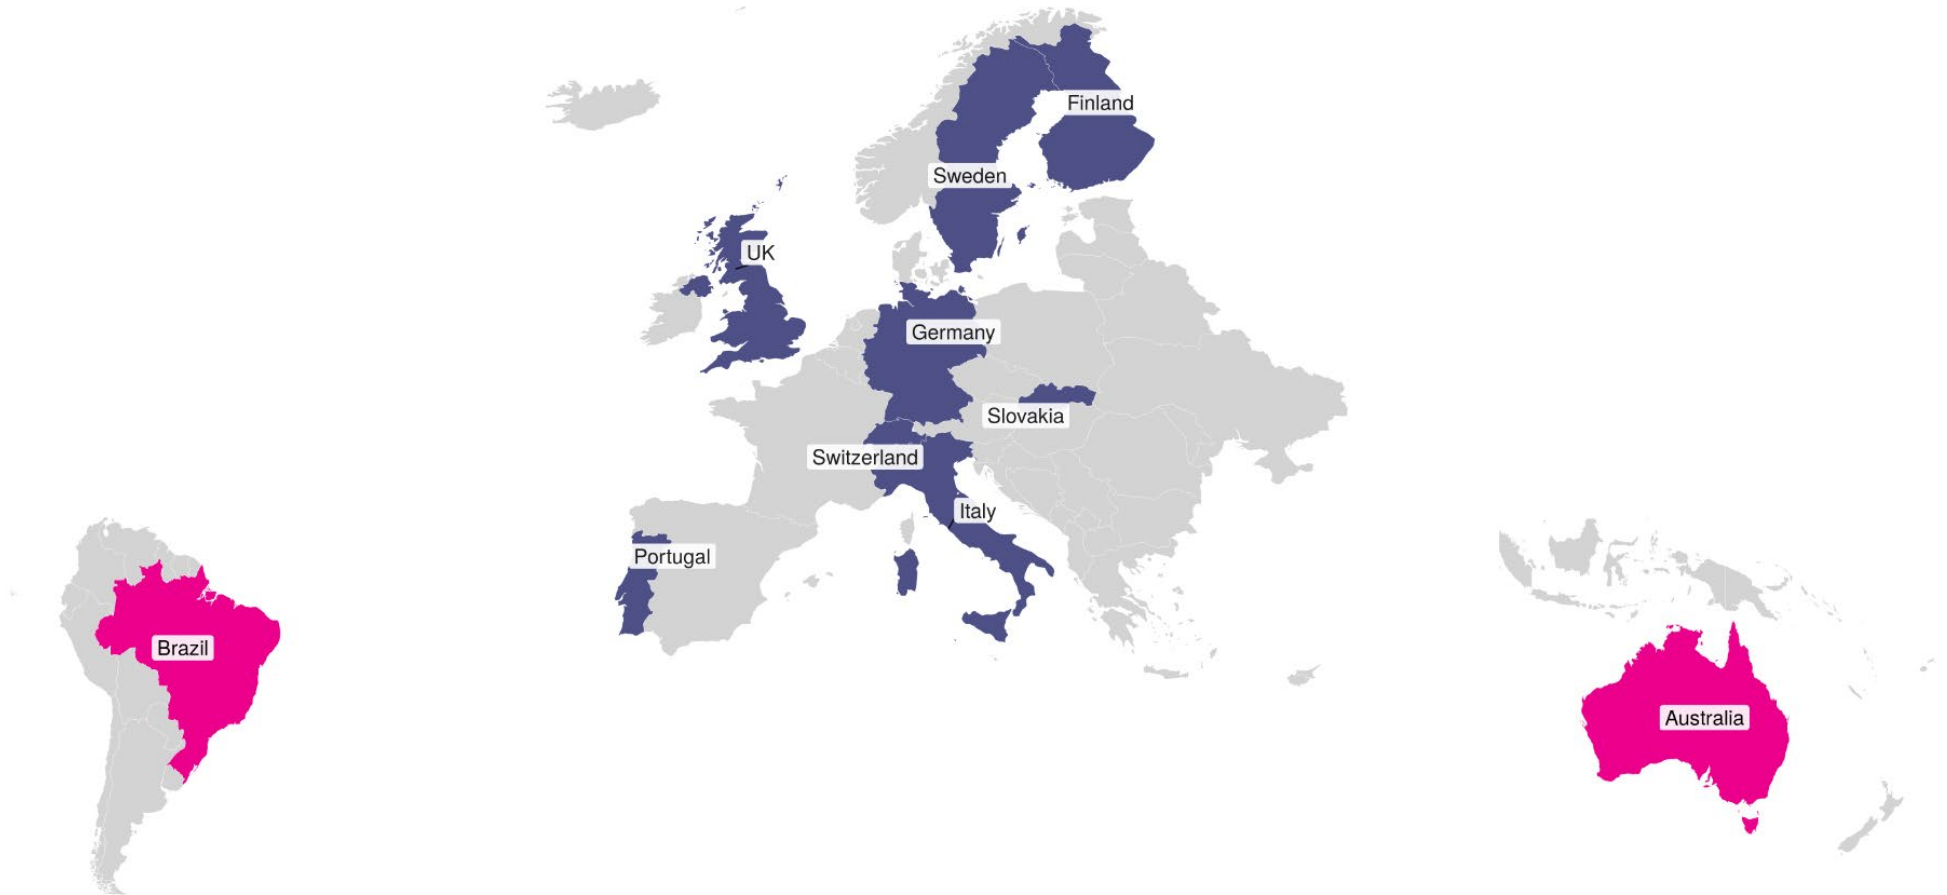 Finland
Sweden
UK
Germany
Slovakia
Switzerland
Italy
Portugal
Brazil
Australia